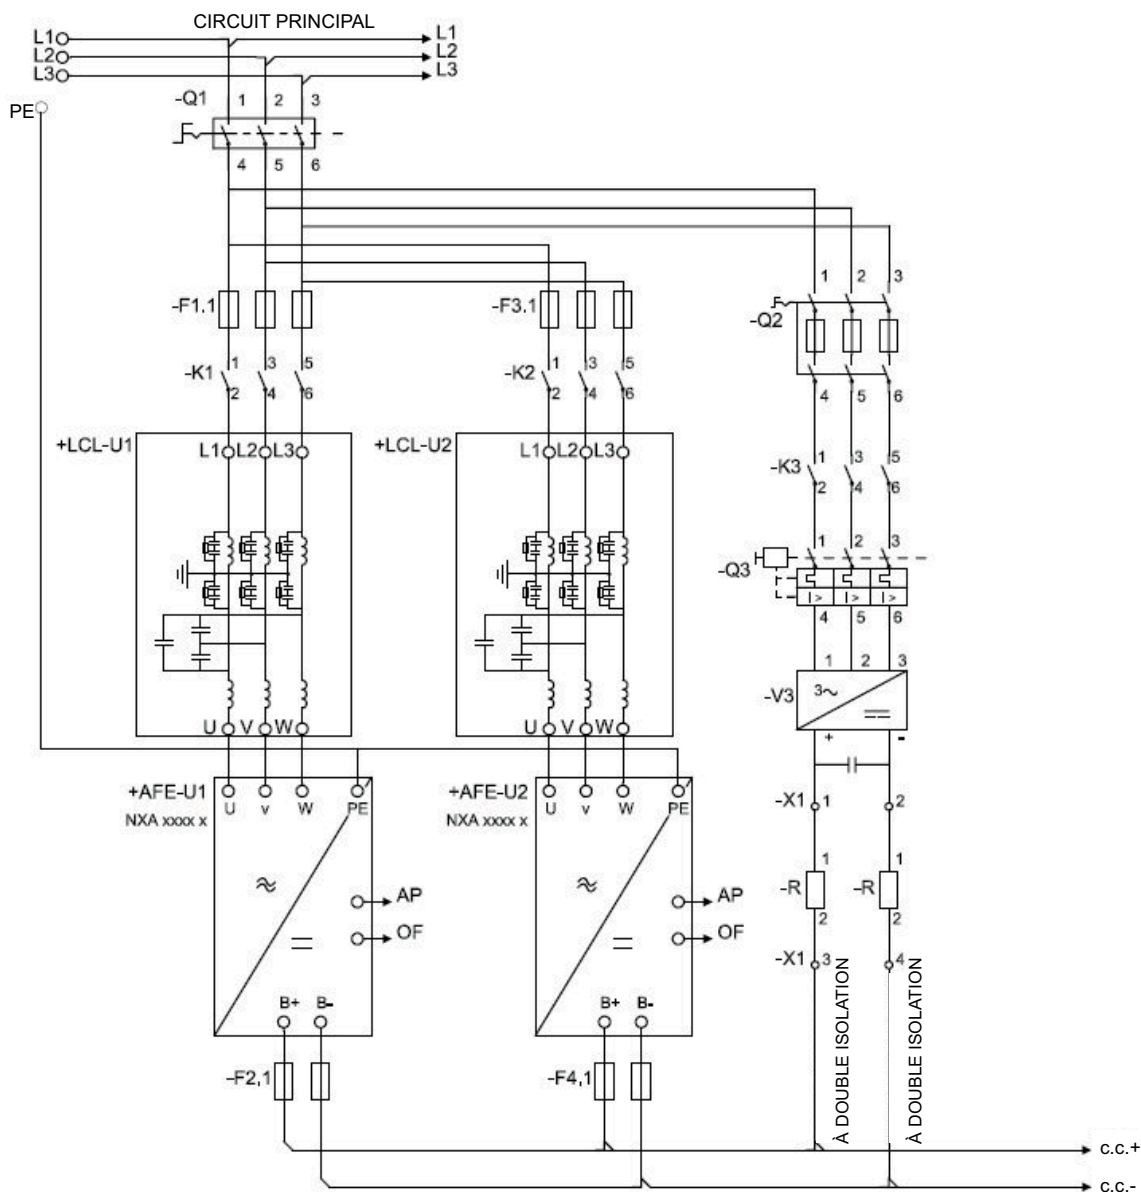 CIRCUIT PRINCIPAL
L1 L1
L2 L2
L3 L3
PE
-Q1 1 2 3
4 5 6
1 2 3
-F1.1 -F3.1 -Q2
-K1 1 3 5 -K2 1 3 5
2 4 6 2 4 6
4 5 6
+LCL-U1 L1 L2 L3 +LCL-U2 L1 L2 L3
-K3 1 3 5
2 4 6
1 2 3
-Q3
I> I> I>
4 5 6
1 2 3
-V3 3~
U V W U V W
+ -
+AFE-U1 U v W PE +AFE-U2 U v W PE
NXA xxxx x NXA xxxx x
-X1 1 2
1 1
-R -R
2 2
AP AP
OF OF
-X1 3 4
À DOUBLE ISOLATION À DOUBLE ISOLATION
B+ B- B+ B-
-F2,1 -F4,1
c.c.+
c.c.-